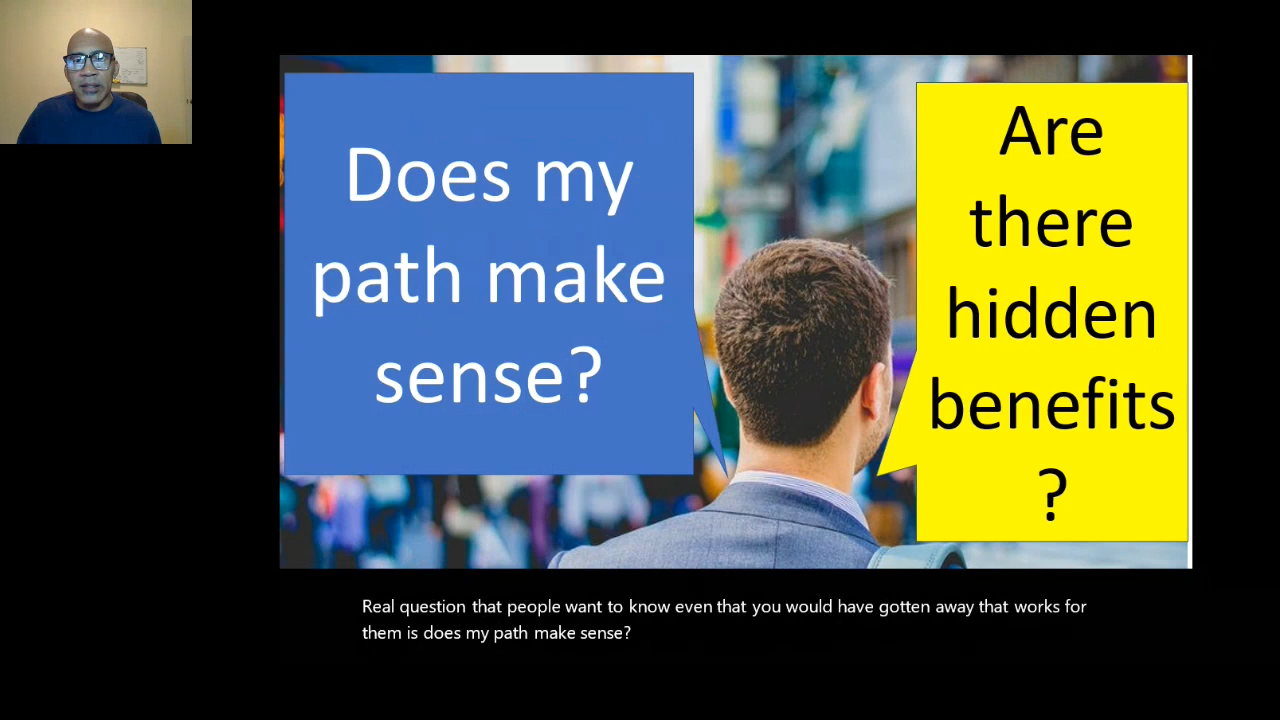 Does my
path make
sense?
Are
there
hidden
benefits
?
Real question that people want to know even that you would have gotten away that works for
them is does my path make sense?